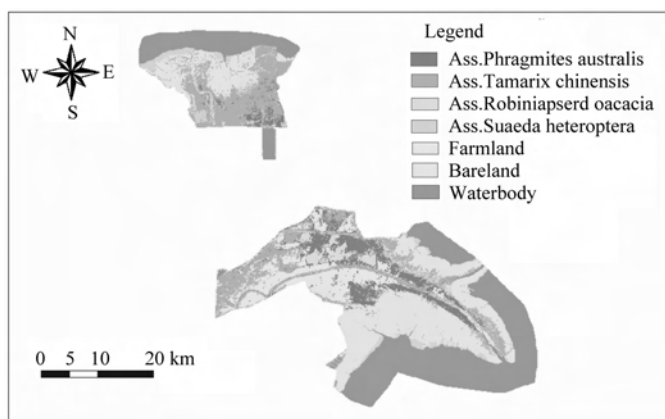 N
W E
S
Legend
Ass.Phragmites australis
Ass.Tamarix chinensis
Ass.Robiniapserd oacacia
Ass.Suaeda heteroptera
Farmland
Bareland
Waterbody
0 5 10 20 km